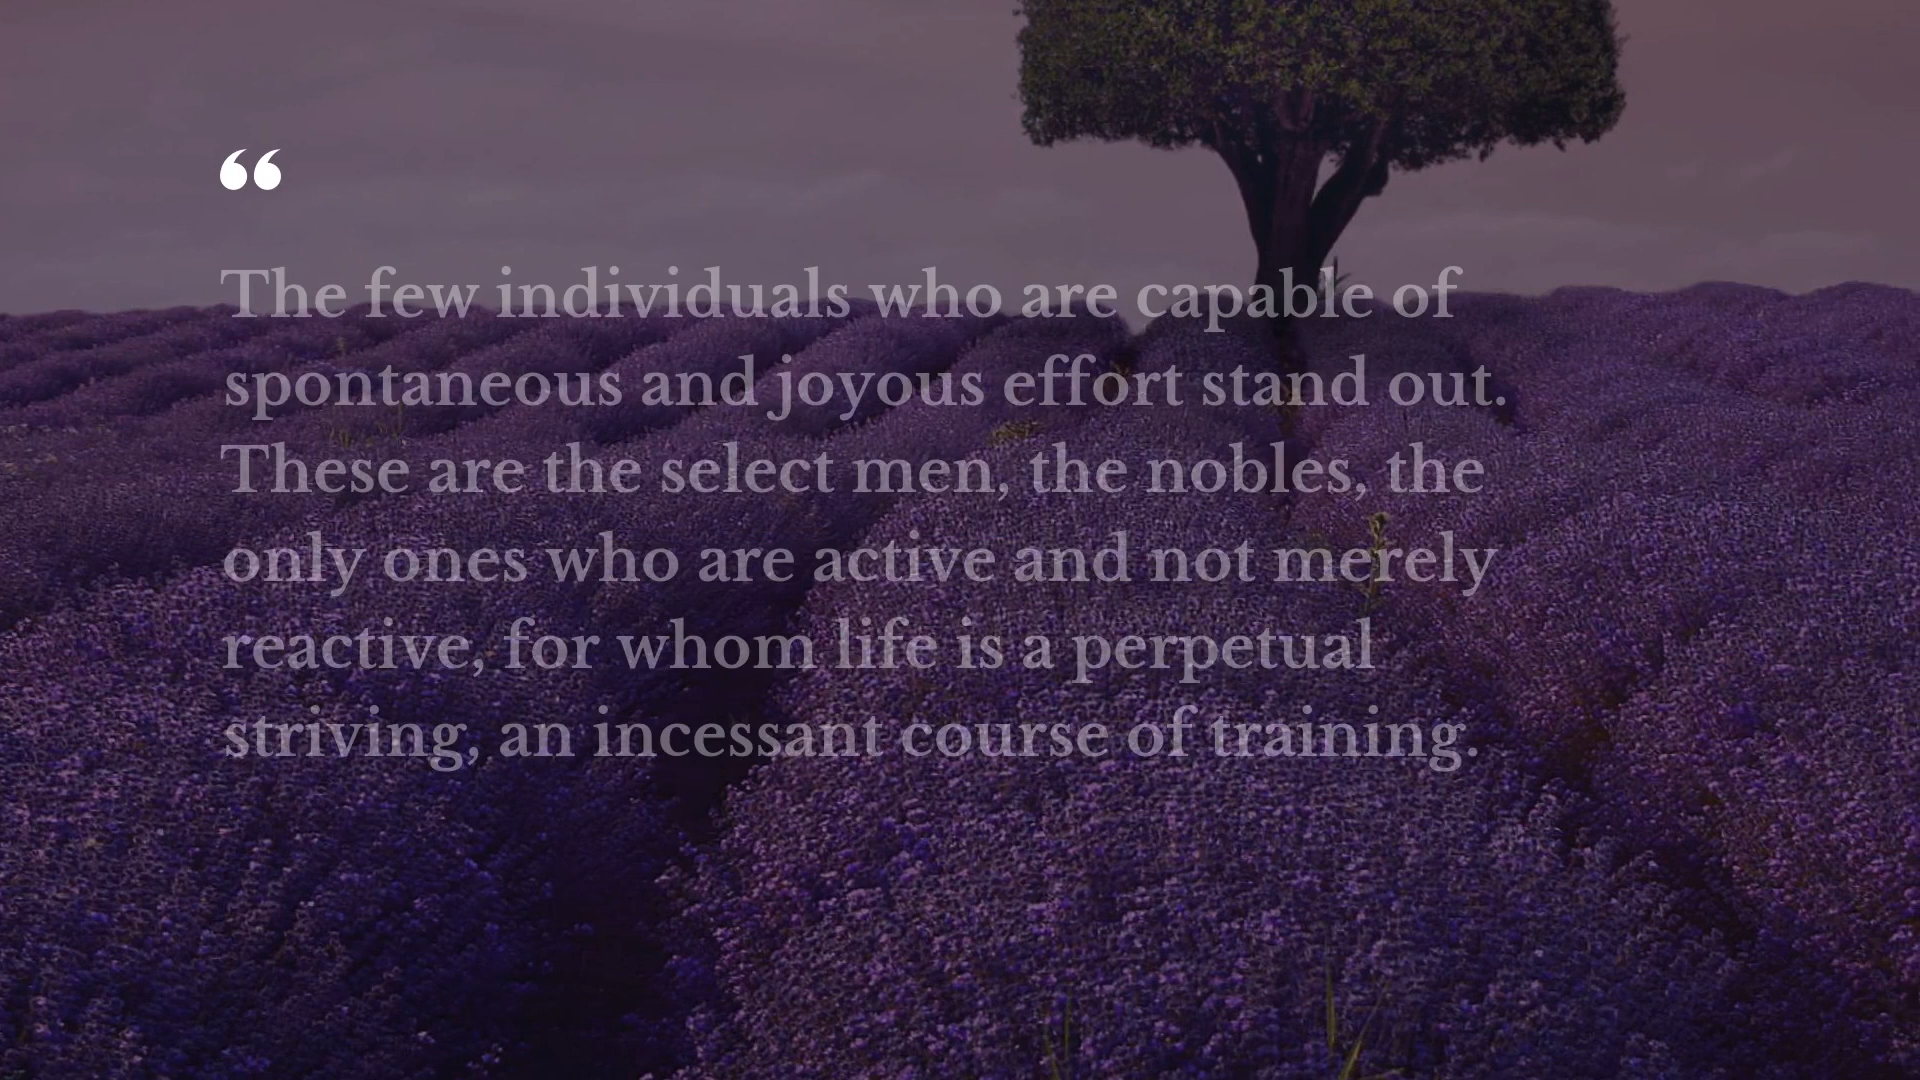 “
The few individuals who are capable of
spontaneous and joyous effort stand out.
These are the select men, the nobles, the
only ones who are active and not merely
reactive, for whom life is a perpetual
striving, an incessant course of training.